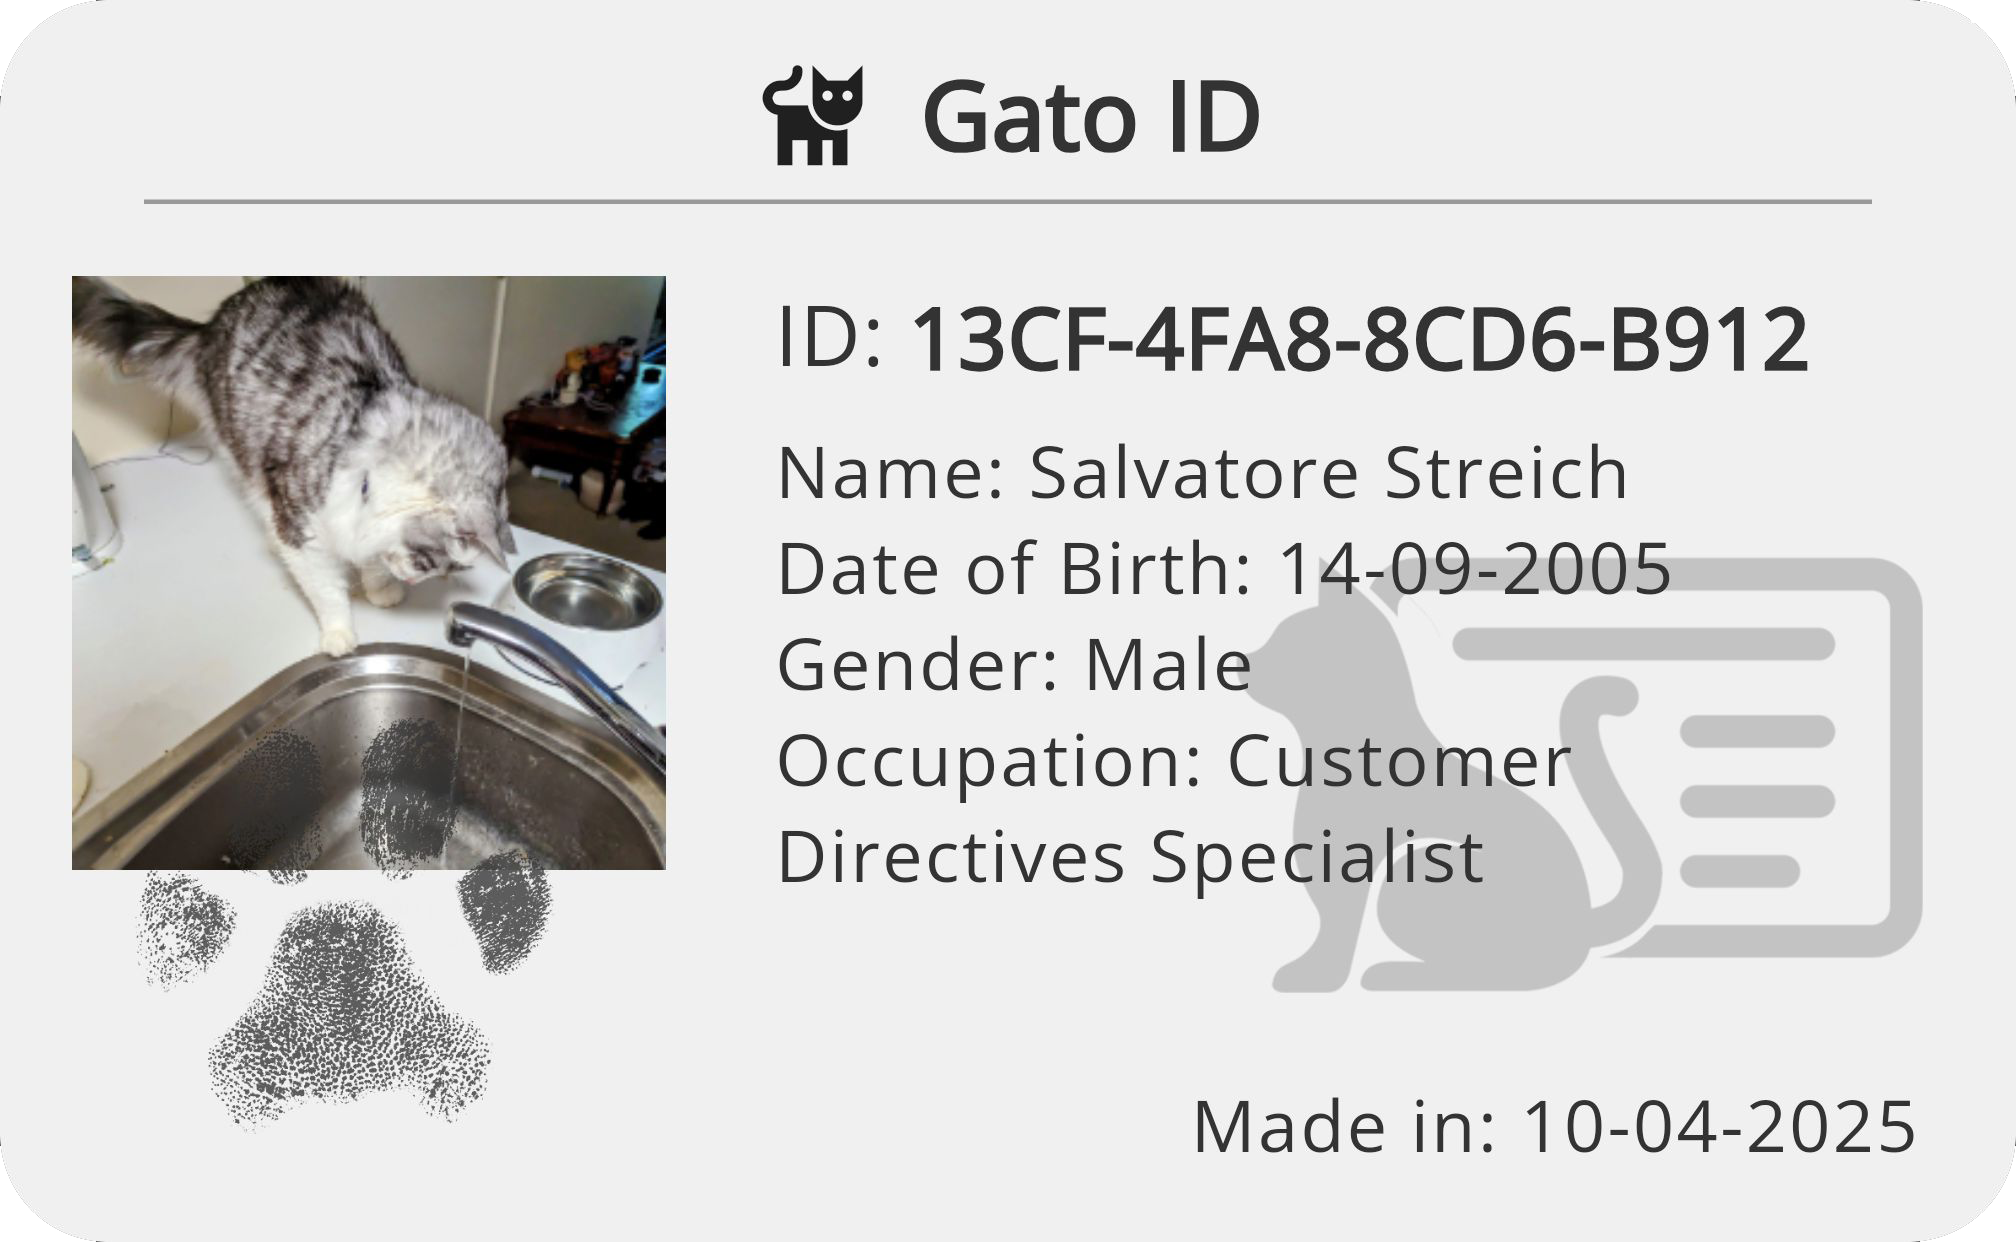 Gato ID
ID: 13CF-4FA8-8CD6-B912
Name: Salvatore Streich
Date of Birth: 14-09-2005
Gender: Male
Occupation: Customer
Directives Specialist
Made in: 10-04-2025